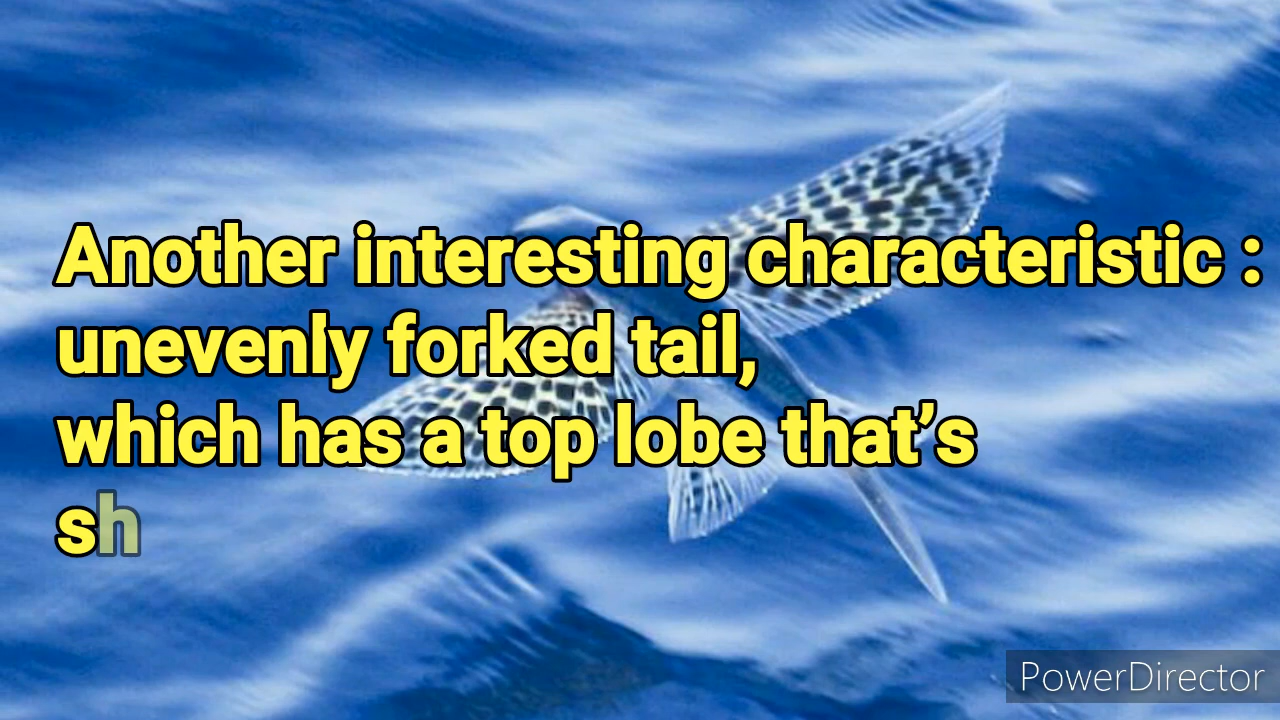 Another interesting characteristic :
unevenly forked tail,
which has a top lobe that’s
sh
PowerDirector